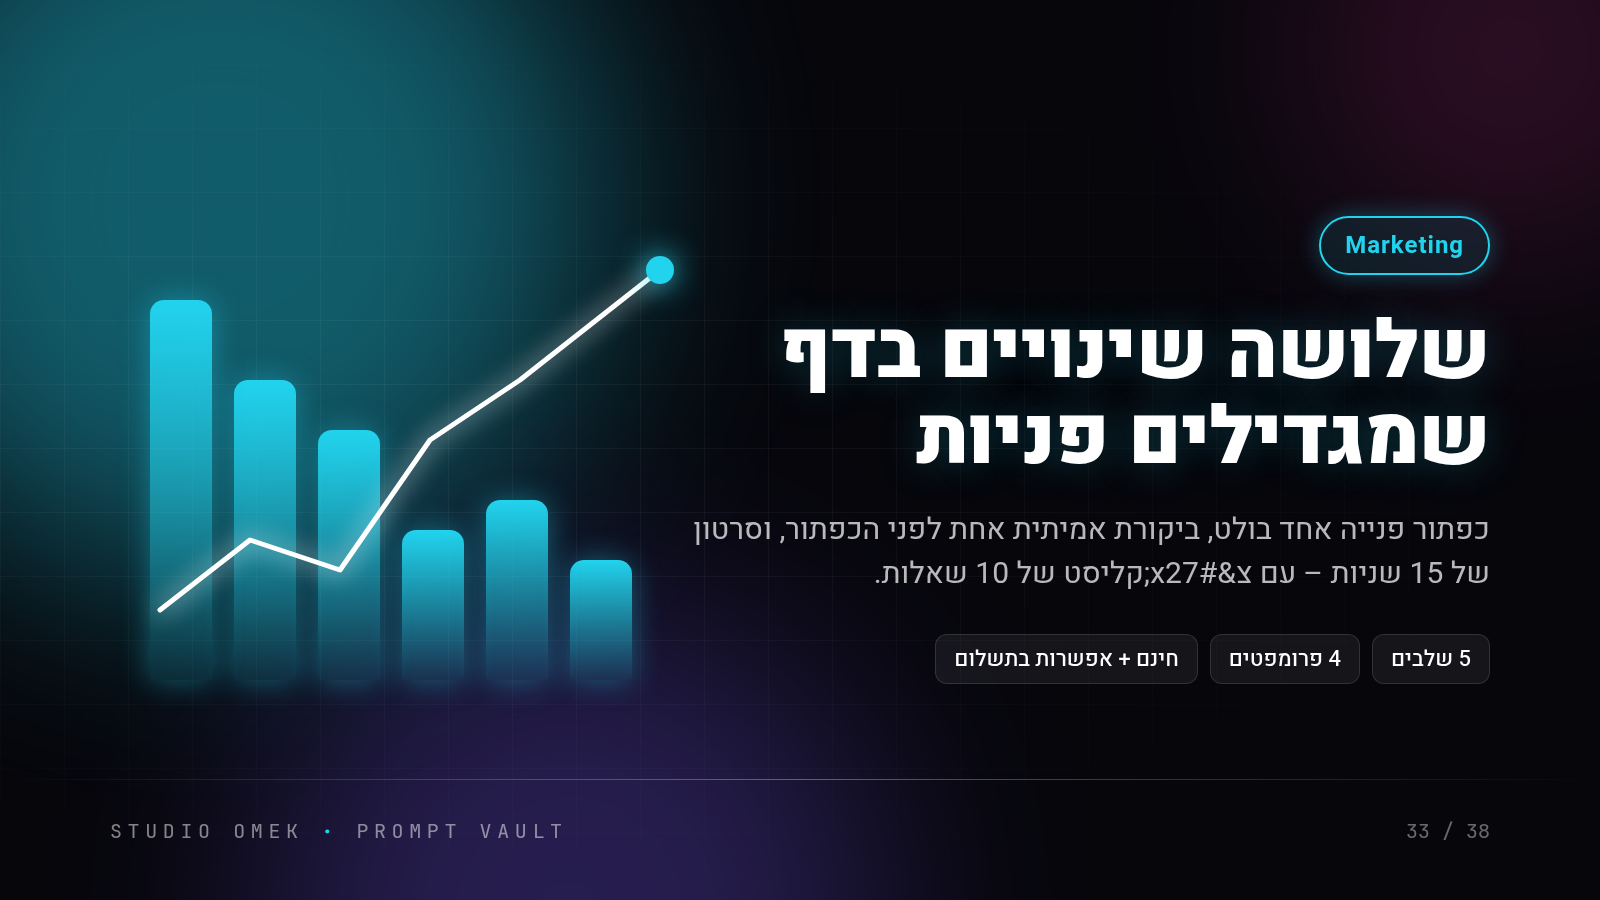 Marketing
שלושה שינויים בדף
שמגדילים פניות
כפתור פנייה אחד בולט, ביקורת אמיתית אחת לפני הכפתור, וסרטון
של 15 שניות – עם צ&#x27;קליסט של 10 שאלות.
5 שלבים
4 פרומפטים
חינם + אפשרות בתשלום
STUDIO OMEK · PROMPT VAULT
33 / 38